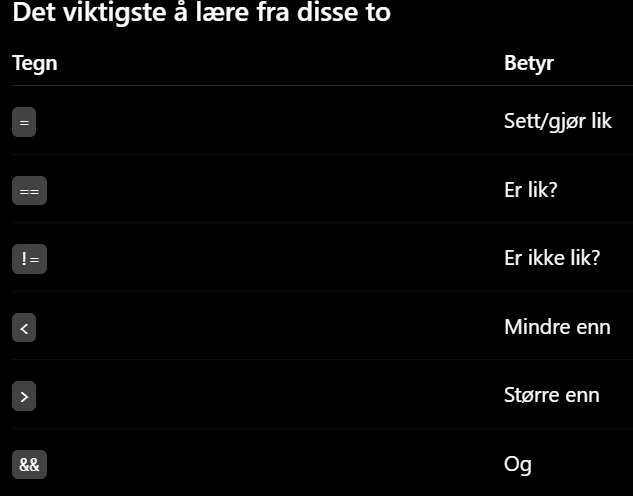 Det viktigste å lære fra disse to
Tegn Betyr
= Sett/gjør lik
== Er lik?
!= Er ikke lik?
< Mindre enn
> Større enn
&& Og